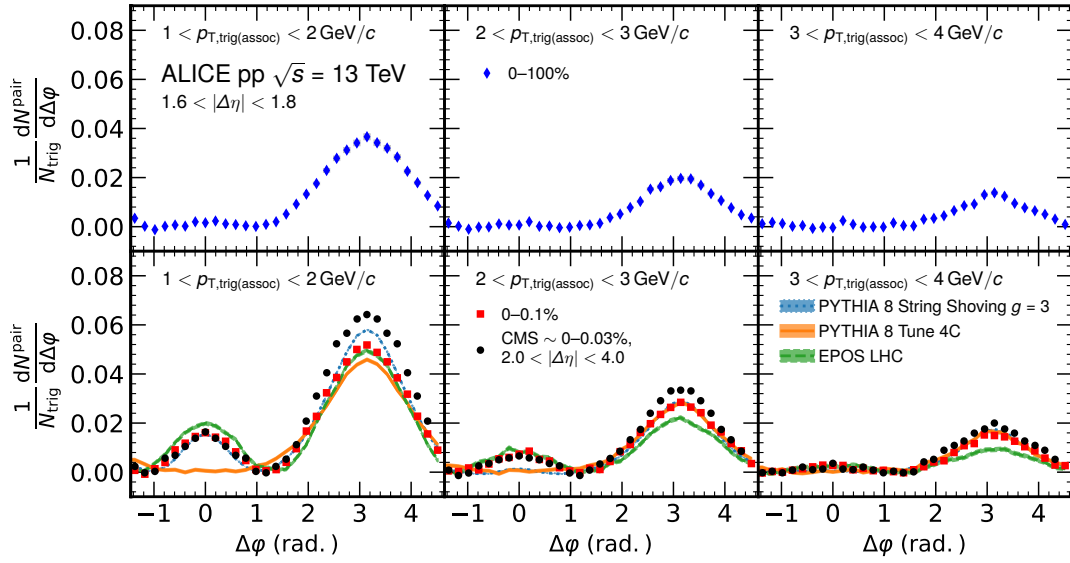 1 < p_T,trig(assoc) < 2 GeV/c
ALICE pp √s = 13 TeV
1.6 < |Δη| < 1.8
2 < p_T,trig(assoc) < 3 GeV/c
0–100%
3 < p_T,trig(assoc) < 4 GeV/c
1/N_trig dN^pair/dΔφ
0.08
0.06
0.04
0.02
0.00
1 < p_T,trig(assoc) < 2 GeV/c
2 < p_T,trig(assoc) < 3 GeV/c
0–0.1%
CMS ∼ 0–0.03%,
2.0 < |Δη| < 4.0
3 < p_T,trig(assoc) < 4 GeV/c
PYTHIA 8 String Shoving g = 3
PYTHIA 8 Tune 4C
EPOS LHC
1/N_trig dN^pair/dΔφ
0.08
0.06
0.04
0.02
0.00
−1 0 1 2 3 4
−1 0 1 2 3 4
−1 0 1 2 3 4
Δφ (rad. )
Δφ (rad. )
Δφ (rad. )